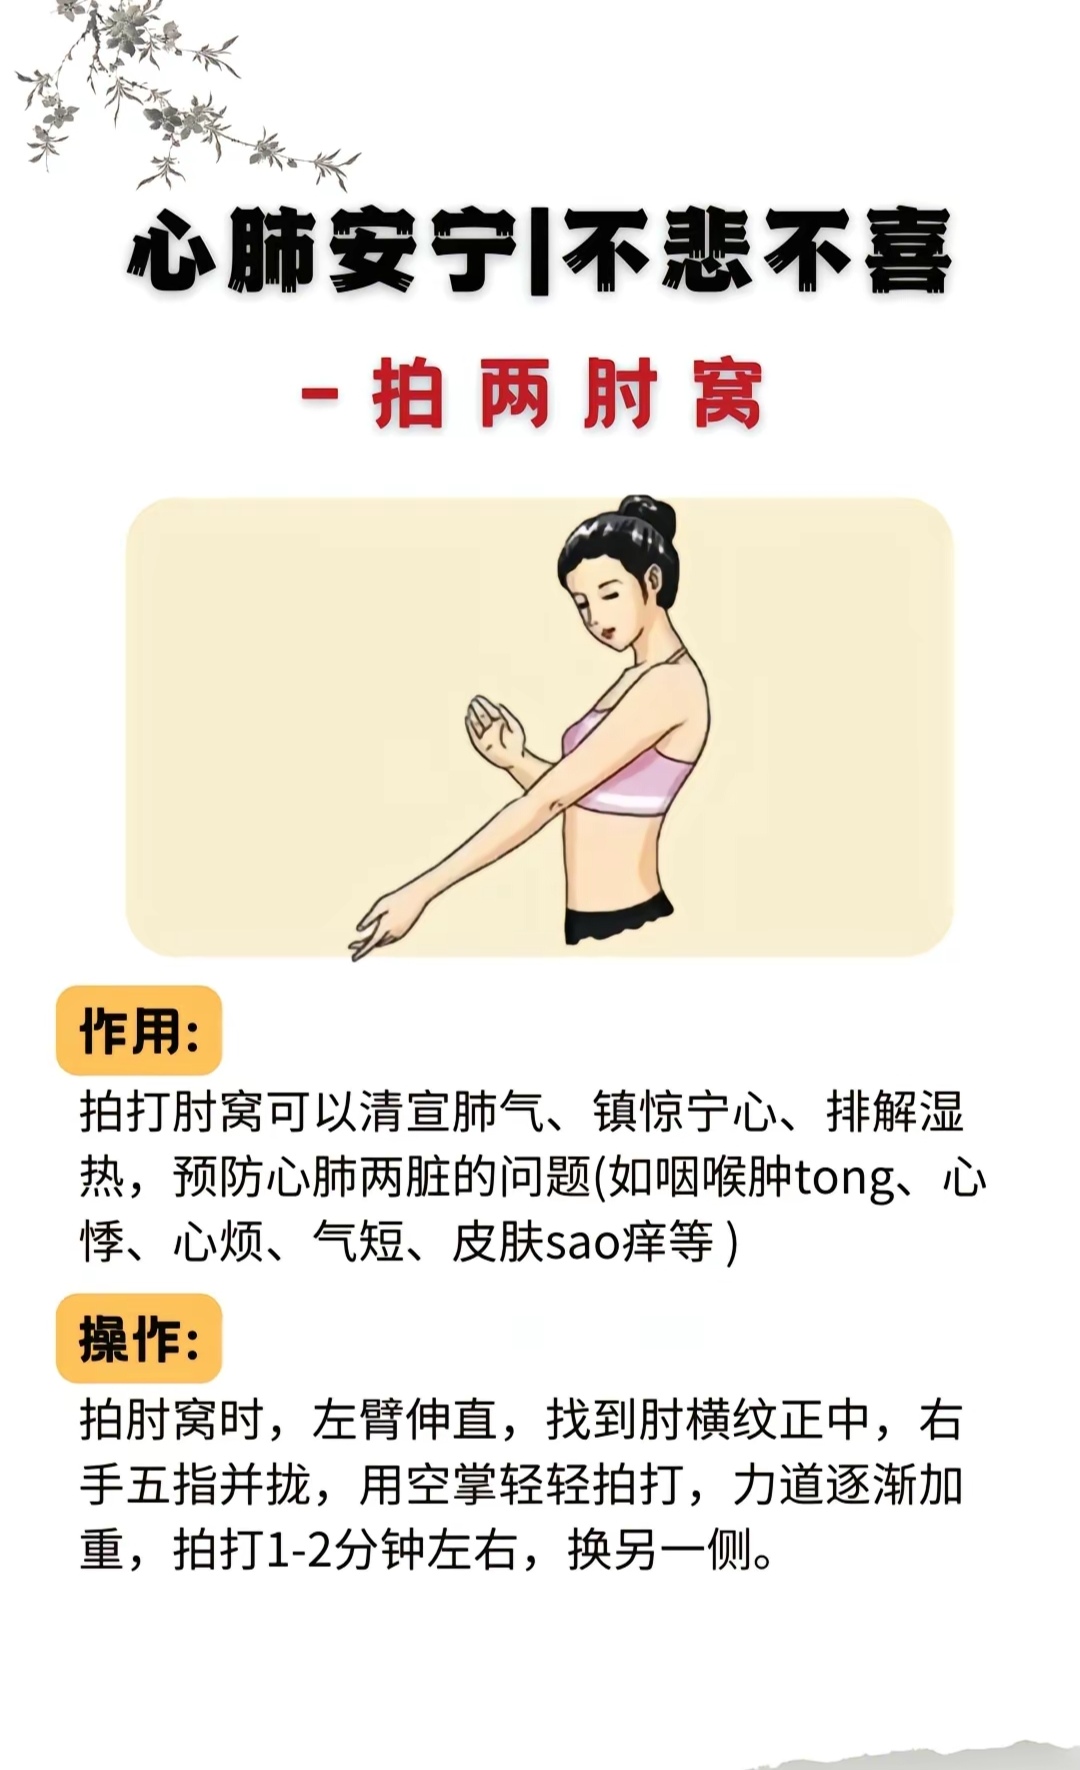 心肺安宁|不悲不喜
-拍两肘窝
作用:
拍打肘窝可以清宣肺气、镇惊宁心、排解湿
热，预防心肺两脏的问题(如咽喉肿tong、心
悸、心烦、气短、皮肤sao痒等)
操作:
拍肘窝时，左臂伸直，找到肘横纹正中，右
手五指并拢，用空掌轻轻拍打，力道逐渐加
重，拍打1-2分钟左右，换另一侧。